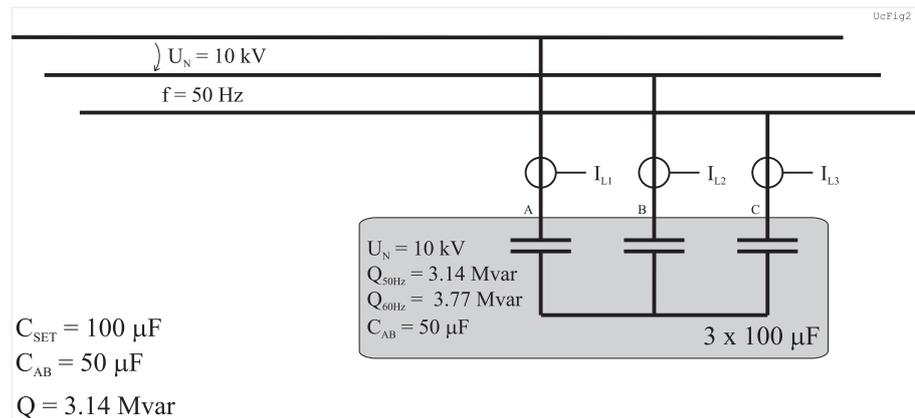 UcFig2
U_N = 10 kV
f = 50 Hz
I_L1
I_L2
I_L3
A
B
C
U_N = 10 kV
Q_50Hz = 3.14 Mvar
Q_60Hz = 3.77 Mvar
C_AB = 50 µF
3 x 100 µF
C_SET = 100 µF
C_AB = 50 µF
Q = 3.14 Mvar